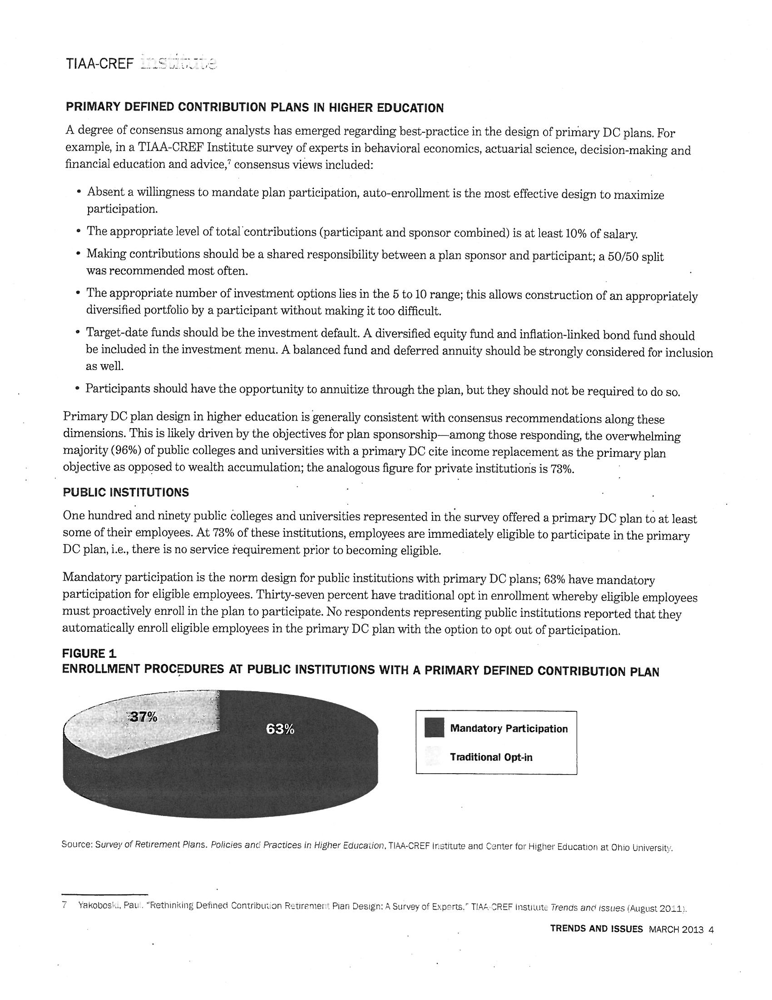 TIAA-CREF institute
PRIMARY DEFINED CONTRIBUTION PLANS IN HIGHER EDUCATION
A degree of consensus among analysts has emerged regarding best-practice in the design of primary DC plans. For
example, in a TIAA-CREF Institute survey of experts in behavioral economics, actuarial science, decision-making and
financial education and advice,⁷ consensus views included:
• Absent a willingness to mandate plan participation, auto-enrollment is the most effective design to maximize
participation.
• The appropriate level of total contributions (participant and sponsor combined) is at least 10% of salary.
• Making contributions should be a shared responsibility between a plan sponsor and participant; a 50/50 split
was recommended most often.
• The appropriate number of investment options lies in the 5 to 10 range; this allows construction of an appropriately
diversified portfolio by a participant without making it too difficult.
• Target-date funds should be the investment default. A diversified equity fund and inflation-linked bond fund should
be included in the investment menu. A balanced fund and deferred annuity should be strongly considered for inclusion
as well.
• Participants should have the opportunity to annuitize through the plan, but they should not be required to do so.
Primary DC plan design in higher education is generally consistent with consensus recommendations along these
dimensions. This is likely driven by the objectives for plan sponsorship—among those responding, the overwhelming
majority (96%) of public colleges and universities with a primary DC cite income replacement as the primary plan
objective as opposed to wealth accumulation; the analogous figure for private institutions is 73%.
PUBLIC INSTITUTIONS
One hundred and ninety public colleges and universities represented in the survey offered a primary DC plan to at least
some of their employees. At 73% of these institutions, employees are immediately eligible to participate in the primary
DC plan, i.e., there is no service requirement prior to becoming eligible.
Mandatory participation is the norm design for public institutions with primary DC plans; 63% have mandatory
participation for eligible employees. Thirty-seven percent have traditional opt in enrollment whereby eligible employees
must proactively enroll in the plan to participate. No respondents representing public institutions reported that they
automatically enroll eligible employees in the primary DC plan with the option to opt out of participation.
FIGURE 1
ENROLLMENT PROCEDURES AT PUBLIC INSTITUTIONS WITH A PRIMARY DEFINED CONTRIBUTION PLAN
37%
63%
Mandatory Participation
Traditional Opt-in
Source: Survey of Retirement Plans. Policies and Practices in Higher Education, TIAA-CREF Institute and Center for Higher Education at Ohio University.
7 Yakoboski, Paul. "Rethinking Defined Contribution Retirement Plan Design: A Survey of Experts." TIAA-CREF Institute Trends and Issues (August 2011).
TRENDS AND ISSUES MARCH 2013 4